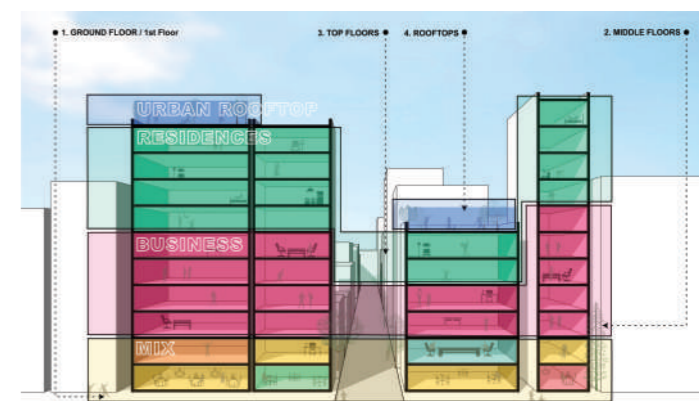 1. GROUND FLOOR / 1st Floor
3. TOP FLOORS
4. ROOFTOPS
2. MIDDLE FLOORS
URBAN ROOFTOP
RESIDENCES
BUSINESS
MIX